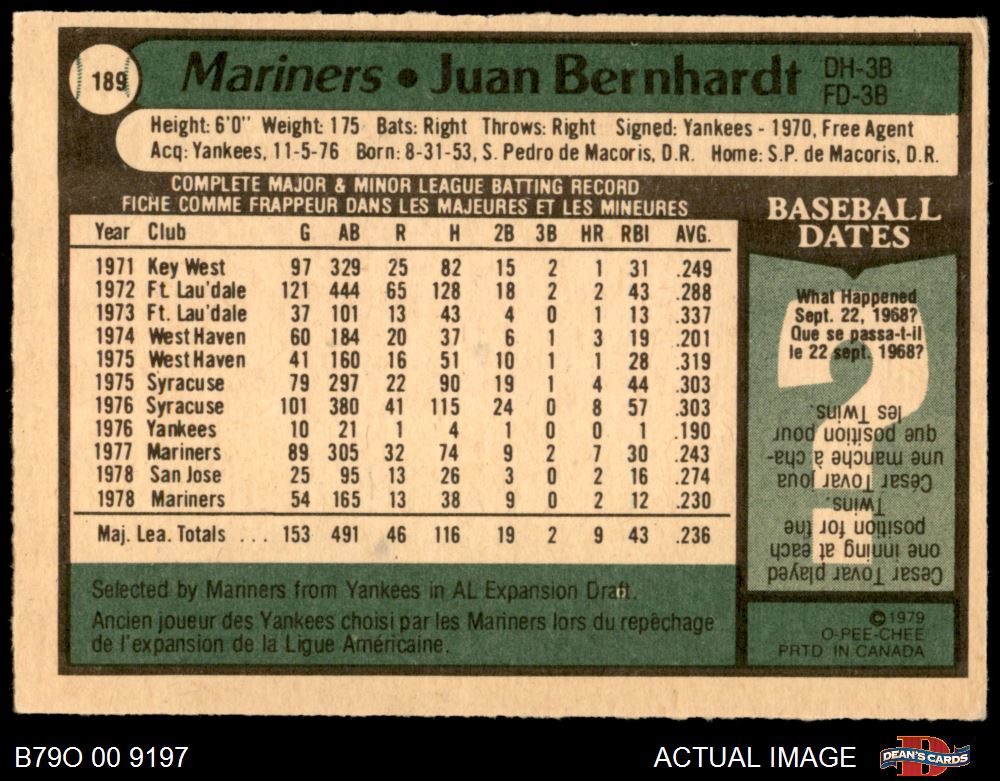 189 Mariners • Juan Bernhardt DH-3B
FD-3B
Height: 6'0" Weight: 175 Bats: Right Throws: Right Signed: Yankees - 1970, Free Agent
Acq: Yankees, 11-5-76 Born: 8-31-53, S. Pedro de Macoris, D.R. Home: S.P. de Macoris, D.R.
COMPLETE MAJOR & MINOR LEAGUE BATTING RECORD
FICHE COMME FRAPPEUR DANS LES MAJEURES ET LES MINEURES
Year Club G AB R H 2B 3B HR RBI AVG.
1971 Key West 97 329 25 82 15 2 1 31 .249
1972 Ft. Lau'dale 121 444 65 128 18 2 2 43 .288
1973 Ft. Lau'dale 37 101 13 43 4 0 1 13 .337
1974 West Haven 60 184 20 37 6 1 3 19 .201
1975 West Haven 41 160 16 51 10 1 1 28 .319
1975 Syracuse 79 297 22 90 19 1 4 44 .303
1976 Syracuse 101 380 41 115 24 0 8 57 .303
1976 Yankees 10 21 1 4 1 0 0 1 .190
1977 Mariners 89 305 32 74 9 2 7 30 .243
1978 San Jose 25 95 13 26 3 0 2 16 .274
1978 Mariners 54 165 13 38 9 0 2 12 .230
Maj. Lea. Totals ... 153 491 46 116 19 2 9 43 .236
Selected by Mariners from Yankees in AL Expansion Draft.
Ancien joueur des Yankees choisi par les Mariners lors du repêchage
de l'expansion de la Ligue Américaine.
BASEBALL
DATES
What Happened
Sept. 22, 1968?
Que se passa-t-il
le 22 sept. 1968?
Cesar Tovar played
one inning at each
position for the
Twins.
César Tovar joua
une manche à cha-
que position pour
les Twins.
©1979
O-PEE-CHEE
PRTD IN CANADA
B79O 00 9197
ACTUAL IMAGE
DEAN'S CARDS